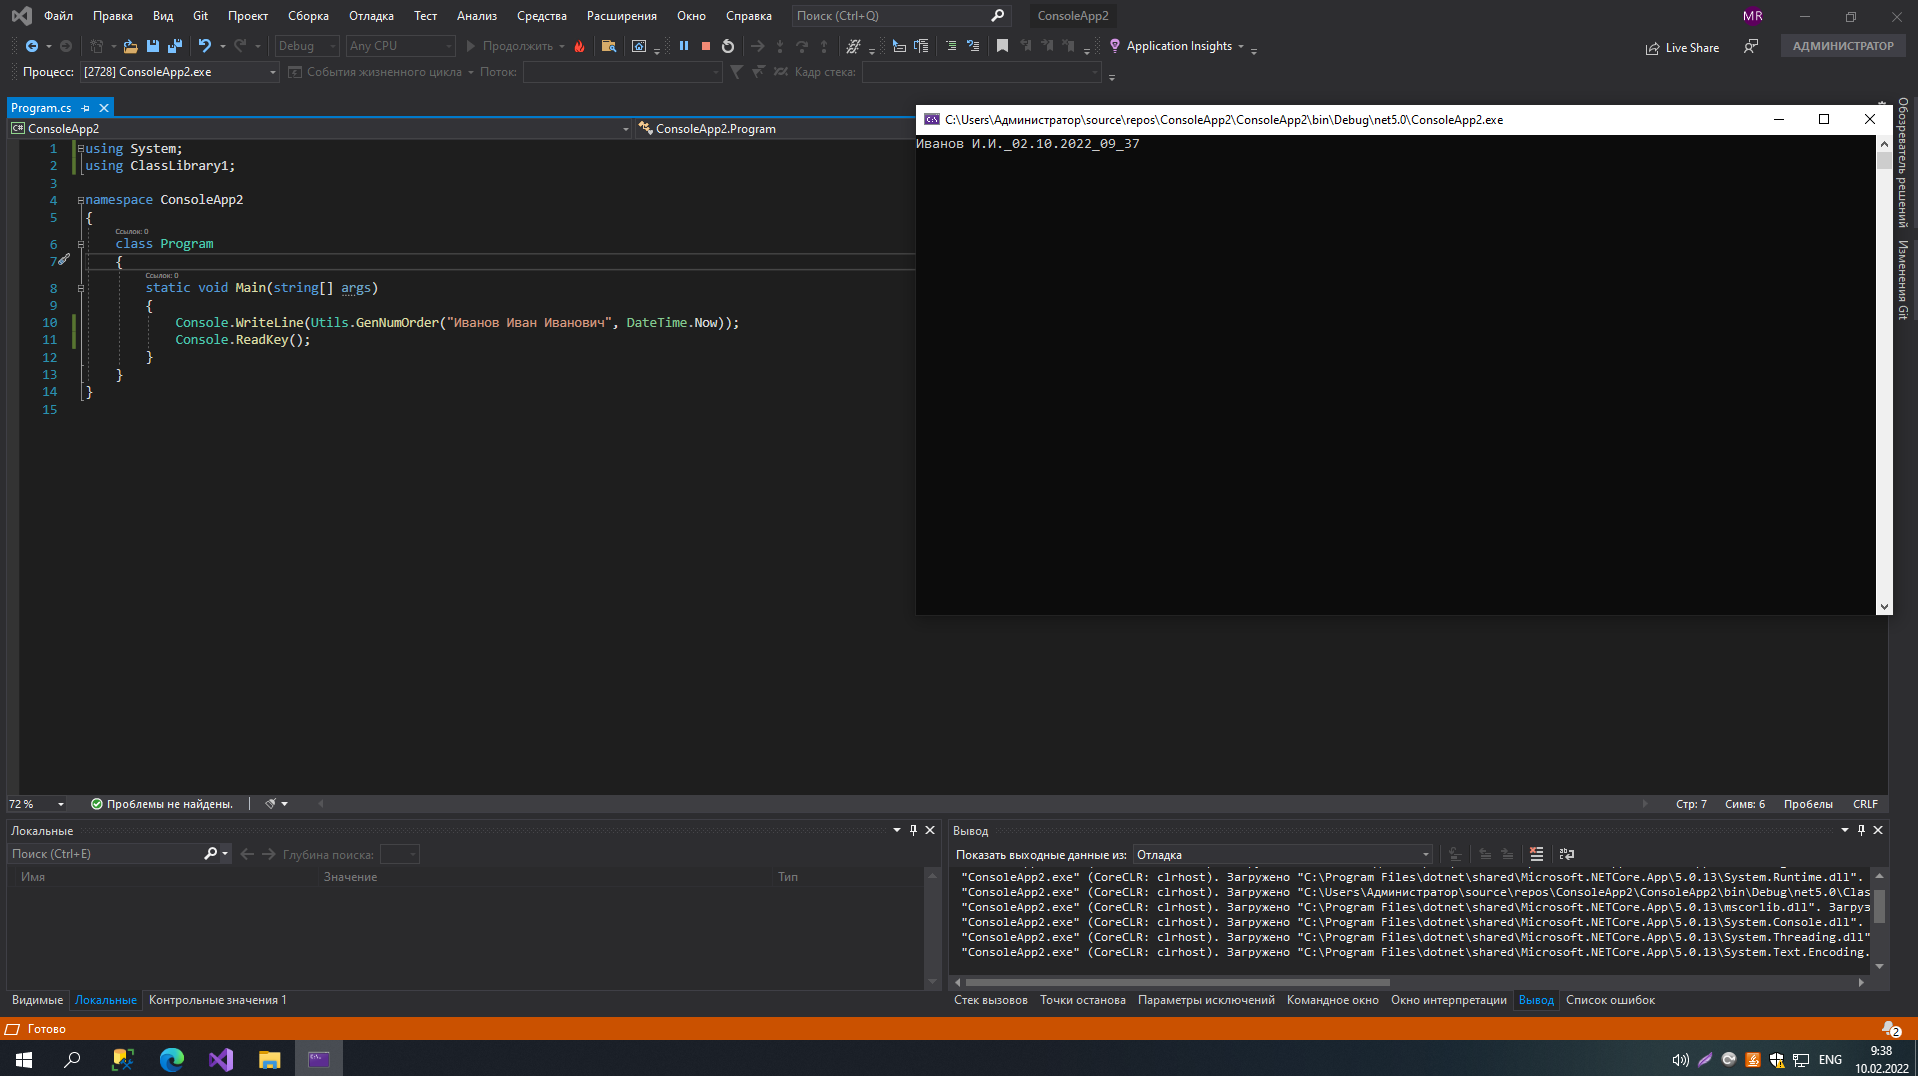 Файл Правка Вид Git Проект Сборка Отладка Тест Анализ Средства Расширения Окно Справка Поиск (Ctrl+Q) ConsoleApp2 MR
Debug Any CPU Продолжить Application Insights Live Share АДМИНИСТРАТОР
Процесс: [2728] ConsoleApp2.exe События жизненного цикла Поток: Кадр стека:
Program.cs
ConsoleApp2 ConsoleApp2.Program
1 using System;
2 using ClassLibrary1;
3
4 namespace ConsoleApp2
5 {
Ссылок: 0
6 class Program
7 {
Ссылок: 0
8 static void Main(string[] args)
9 {
10 Console.WriteLine(Utils.GenNumOrder("Иванов Иван Иванович", DateTime.Now));
11 Console.ReadKey();
12 }
13 }
14 }
15
C:\Users\Администратор\source\repos\ConsoleApp2\ConsoleApp2\bin\Debug\net5.0\ConsoleApp2.exe
Иванов И.И._02.10.2022_09_37
Обозреватель решений
Изменения Git
72 % Проблемы не найдены. Стр: 7 Симв: 6 Пробелы CRLF
Локальные
Поиск (Ctrl+E) Глубина поиска:
Имя Значение Тип
Видимые Локальные Контрольные значения 1
Вывод
Показать выходные данные из: Отладка
"ConsoleApp2.exe" (CoreCLR: clrhost). Загружено "C:\Program Files\dotnet\shared\Microsoft.NETCore.App\5.0.13\System.Runtime.dll".
"ConsoleApp2.exe" (CoreCLR: clrhost). Загружено "C:\Users\Администратор\source\repos\ConsoleApp2\ConsoleApp2\bin\Debug\net5.0\Clas
"ConsoleApp2.exe" (CoreCLR: clrhost). Загружено "C:\Program Files\dotnet\shared\Microsoft.NETCore.App\5.0.13\mscorlib.dll". Загруз
"ConsoleApp2.exe" (CoreCLR: clrhost). Загружено "C:\Program Files\dotnet\shared\Microsoft.NETCore.App\5.0.13\System.Console.dll".
"ConsoleApp2.exe" (CoreCLR: clrhost). Загружено "C:\Program Files\dotnet\shared\Microsoft.NETCore.App\5.0.13\System.Threading.dll"
"ConsoleApp2.exe" (CoreCLR: clrhost). Загружено "C:\Program Files\dotnet\shared\Microsoft.NETCore.App\5.0.13\System.Text.Encoding.
Стек вызовов Точки останова Параметры исключений Командное окно Окно интерпретации Вывод Список ошибок
Готово 2
ENG 9:38
10.02.2022